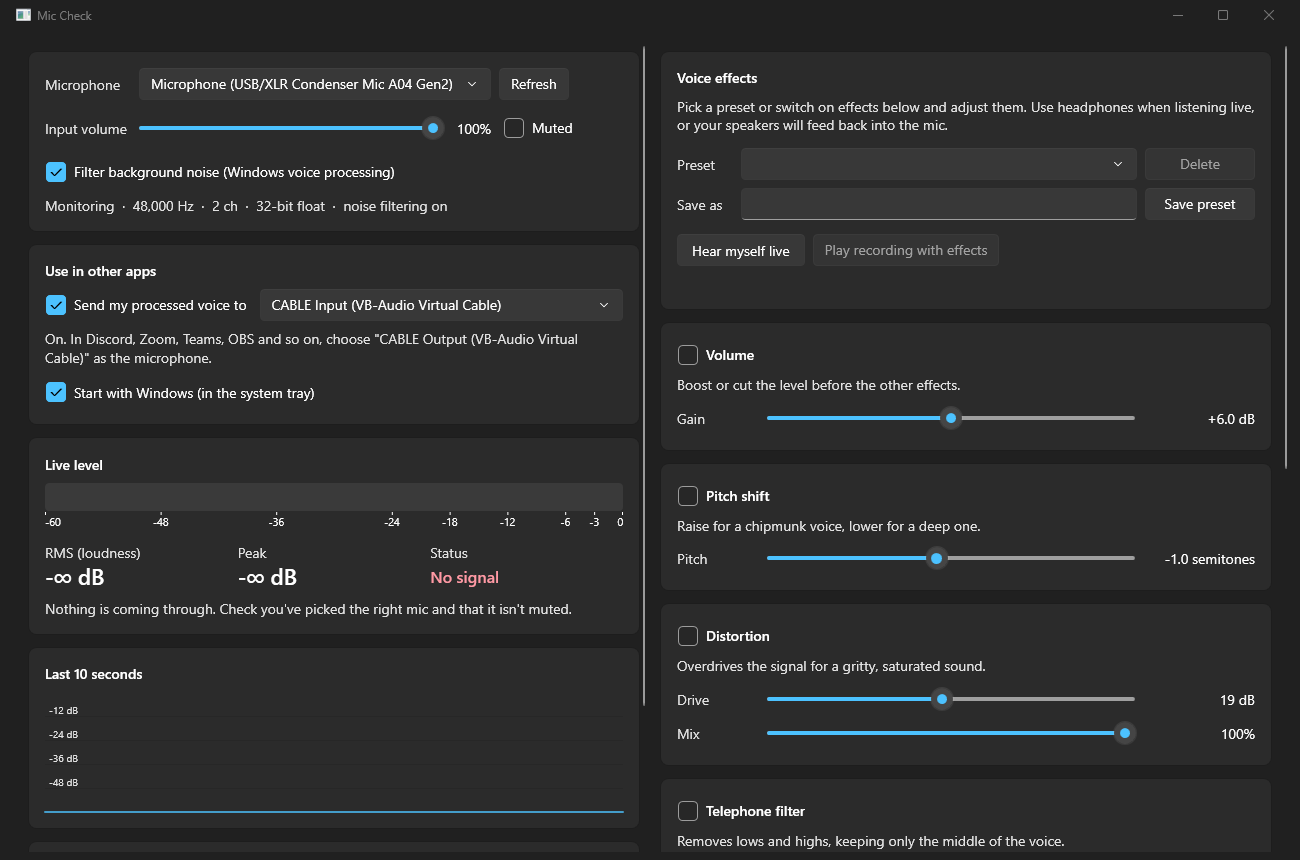 Mic Check
Microphone
Microphone (USB/XLR Condenser Mic A04 Gen2)
Refresh
Input volume
100%
Muted
Filter background noise (Windows voice processing)
Monitoring · 48,000 Hz · 2 ch · 32-bit float · noise filtering on
Use in other apps
Send my processed voice to
CABLE Input (VB-Audio Virtual Cable)
On. In Discord, Zoom, Teams, OBS and so on, choose "CABLE Output (VB-Audio Virtual
Cable)" as the microphone.
Start with Windows (in the system tray)
Live level
-60 -48 -36 -24 -18 -12 -6 -3 0
RMS (loudness) Peak Status
-∞ dB -∞ dB No signal
Nothing is coming through. Check you've picked the right mic and that it isn't muted.
Last 10 seconds
-12 dB
-24 dB
-36 dB
-48 dB
Voice effects
Pick a preset or switch on effects below and adjust them. Use headphones when listening live,
or your speakers will feed back into the mic.
Preset
Delete
Save as
Save preset
Hear myself live
Play recording with effects
Volume
Boost or cut the level before the other effects.
Gain +6.0 dB
Pitch shift
Raise for a chipmunk voice, lower for a deep one.
Pitch -1.0 semitones
Distortion
Overdrives the signal for a gritty, saturated sound.
Drive 19 dB
Mix 100%
Telephone filter
Removes lows and highs, keeping only the middle of the voice.